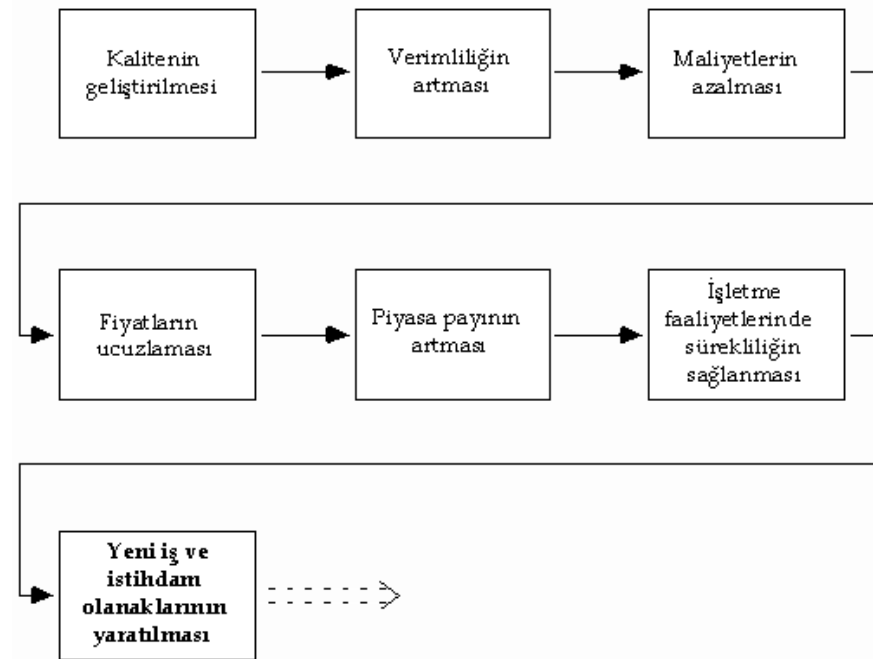 Kalitenin
geliştirilmesi
Verimliliğin
artması
Maliyetlerin
azalması
Fiyatların
ucuzlaması
Piyasa payının
artması
İşletme
faaliyetlerinde
sürekliliğin
sağlanması
Yeni iş ve
istihdam
olanaklarının
yaratılması